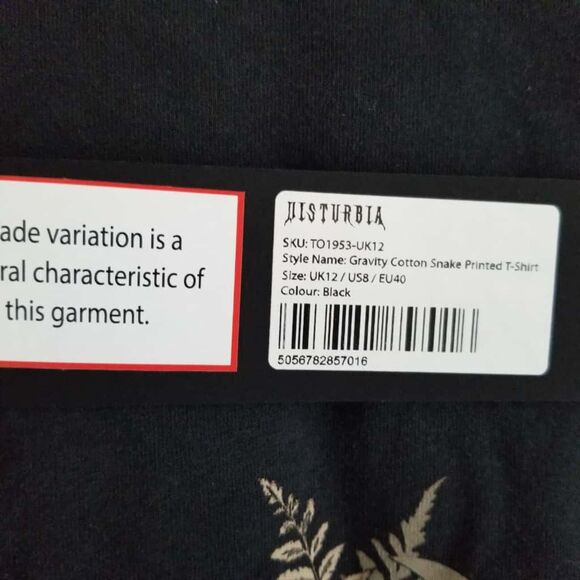 ade variation is a
ral characteristic of
this garment.
DISTURBIA
SKU: TO1953-UK12
Style Name: Gravity Cotton Snake Printed T-Shirt
Size: UK12 / US8 / EU40
Colour: Black
5056782857016